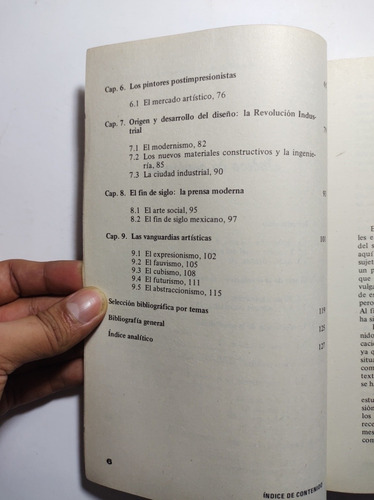 Cap. 6. Los pintores postimpresionistas
6.1 El mercado artístico, 76
Cap. 7. Origen y desarrollo del diseño: la Revolución Indus-
trial
7.1 El modernismo, 82
7.2 Los nuevos materiales constructivos y la ingenie-
ría, 85
7.3 La ciudad industrial, 90
Cap. 8. El fin de siglo: la prensa moderna
8.1 El arte social, 95
8.2 El fin de siglo mexicano, 97
Cap. 9. Las vanguardias artísticas 101
9.1 El expresionismo, 102
9.2 El fauvismo, 105
9.3 El cubismo, 108
9.4 El futurismo, 111
9.5 El abstraccionismo, 115
Selección bibliográfica por temas 119
Bibliografía general 125
Índice analítico 127
6
ÍNDICE DE CONTENIDO